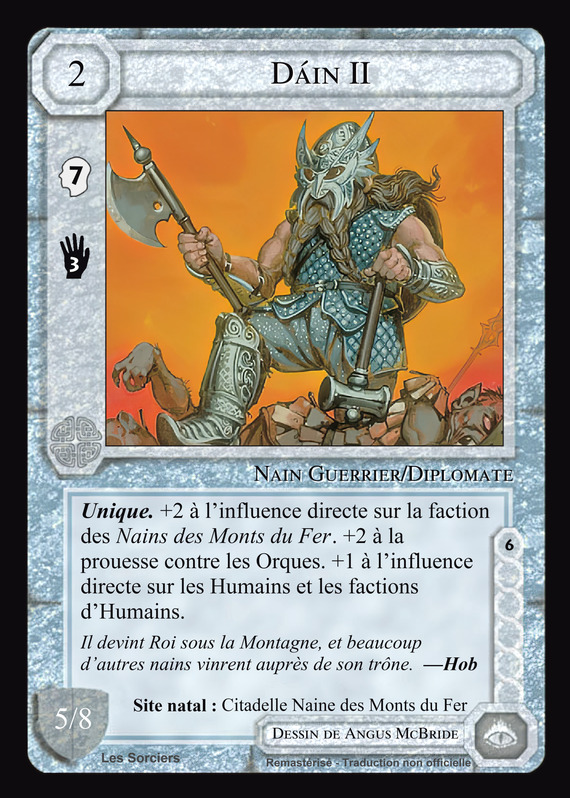 2
Dáin II
7
3
Nain Guerrier/Diplomate
Unique. +2 à l'influence directe sur la faction
des Nains des Monts du Fer. +2 à la
prouesse contre les Orques. +1 à l'influence
directe sur les Humains et les factions
d'Humains.
6
Il devint Roi sous la Montagne, et beaucoup
d'autres nains vinrent auprès de son trône. —Hob
Site natal : Citadelle Naine des Monts du Fer
5/8
Dessin de Angus McBride
Les Sorciers
Remastérisé - Traduction non officielle